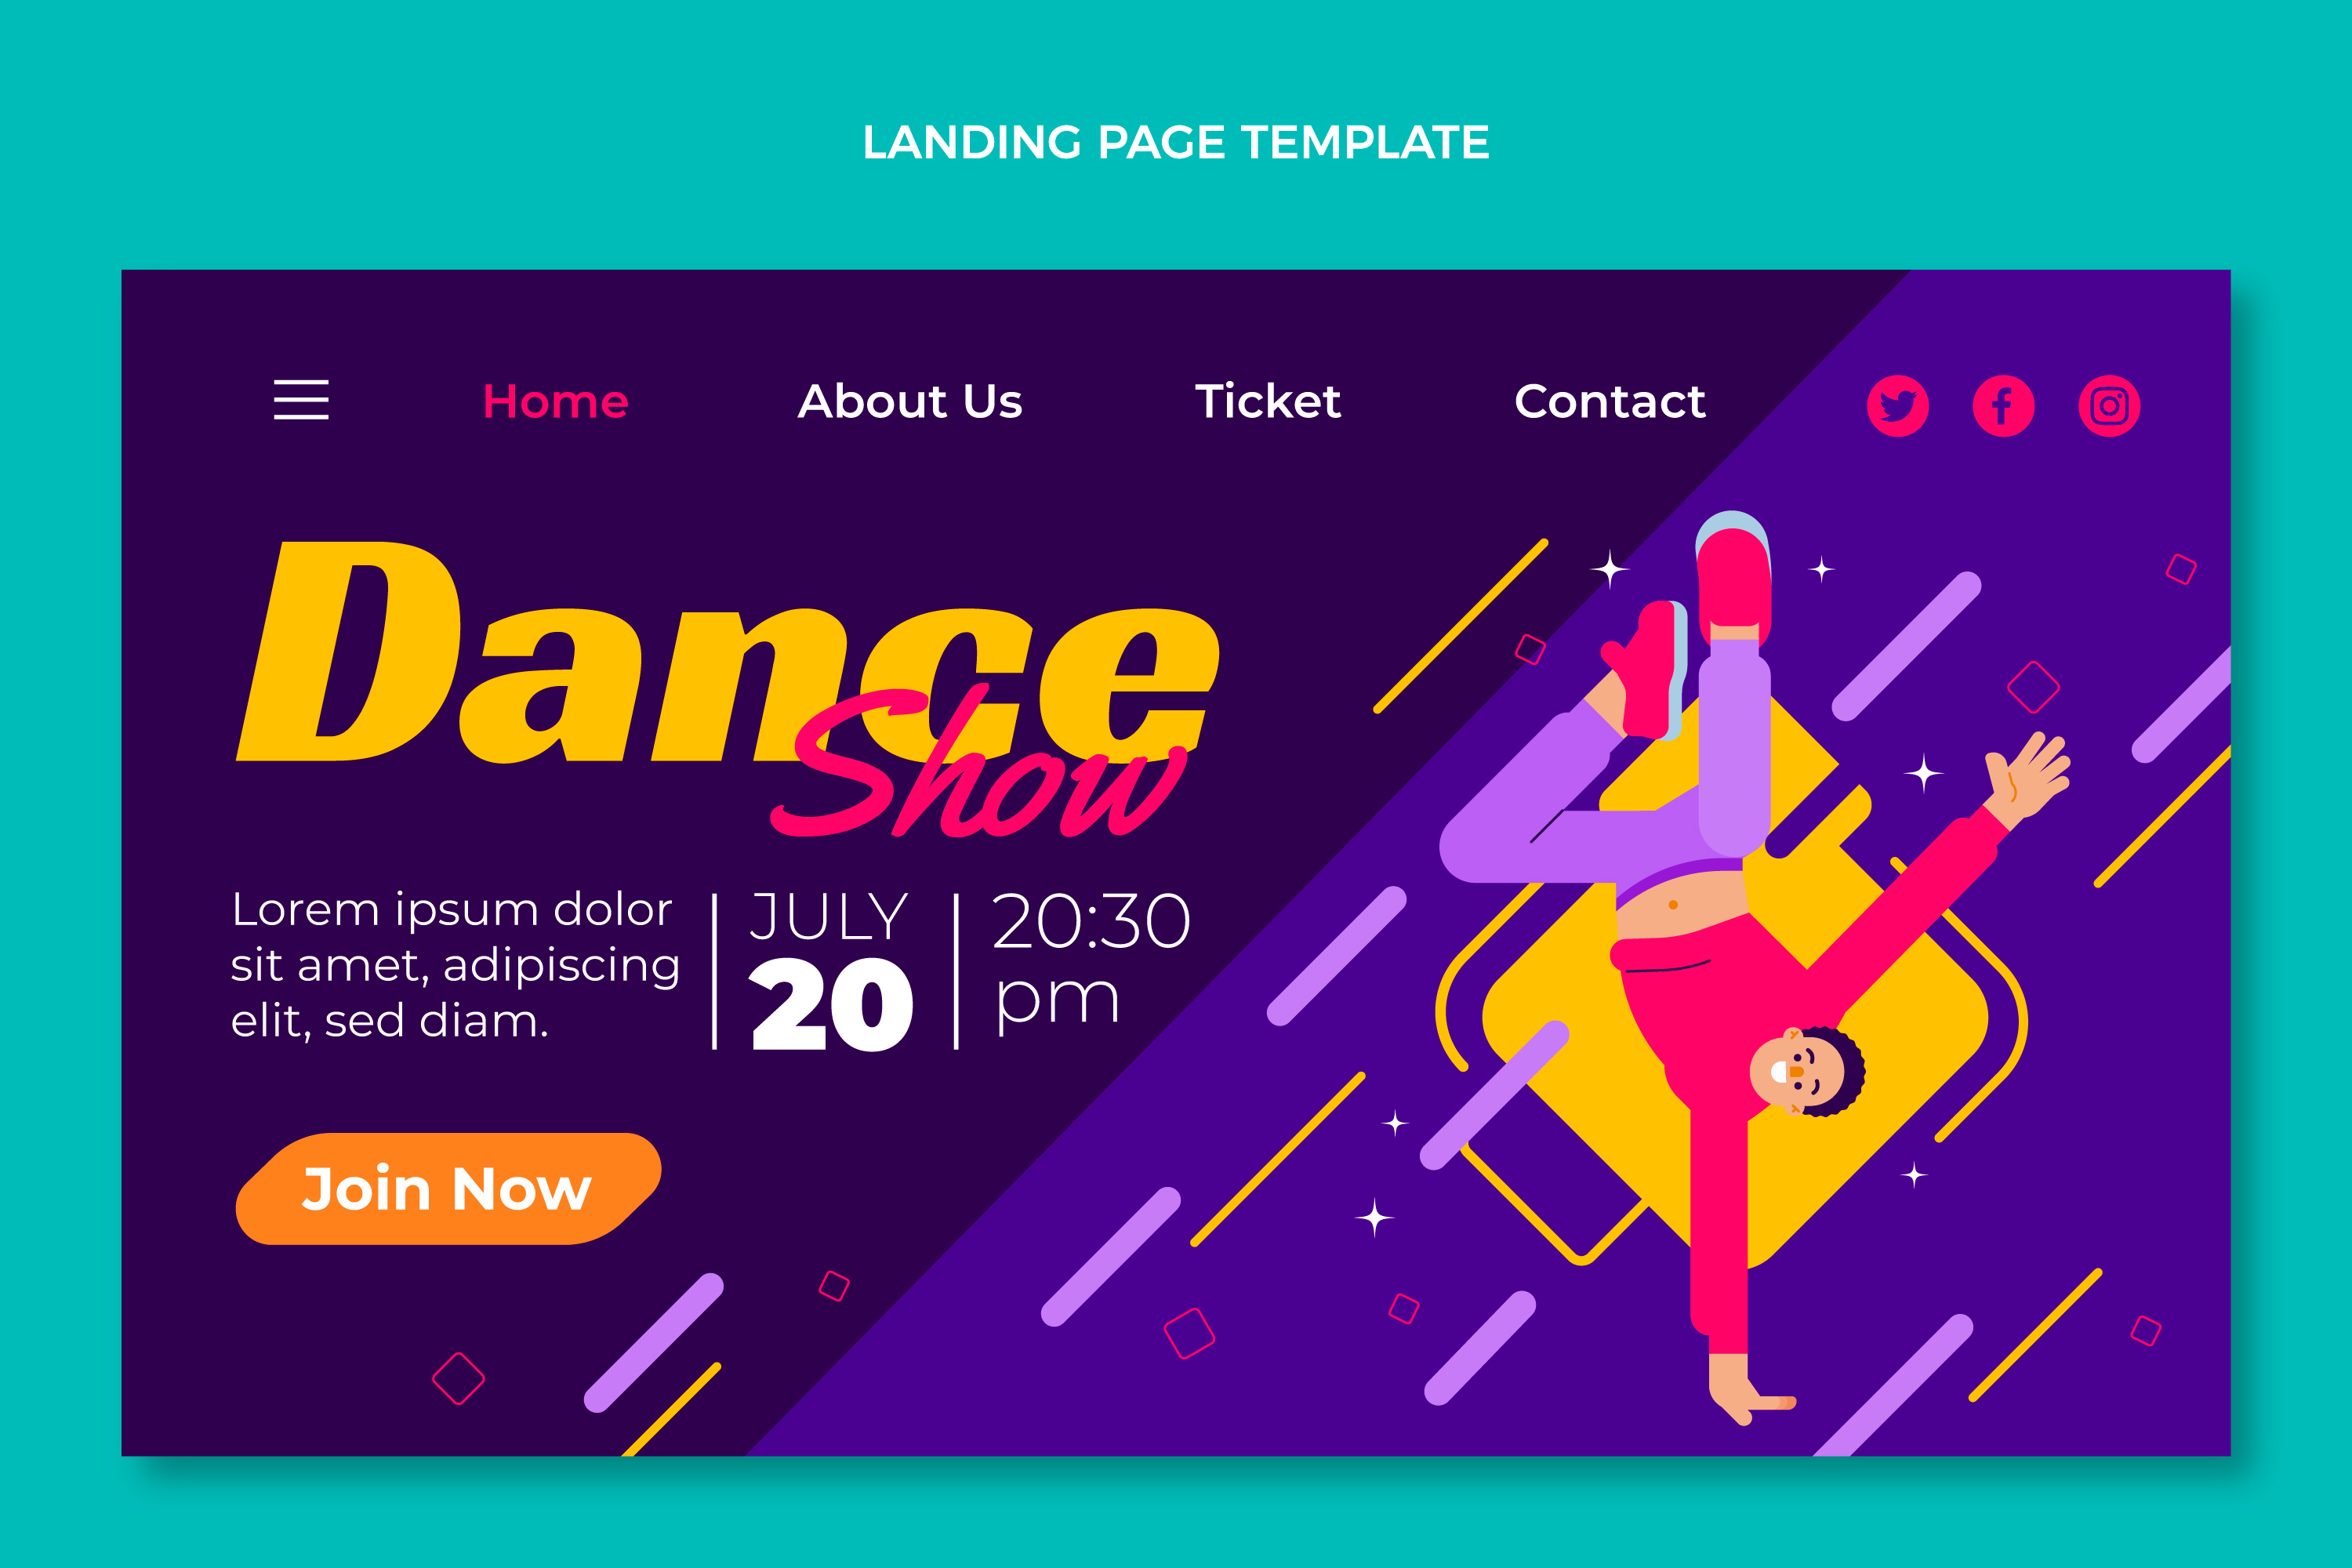 LANDING PAGE TEMPLATE
Home
About Us
Ticket
Contact
Dance
Show
Lorem ipsum dolor
sit amet, adipiscing
elit, sed diam.
JULY
20
20:30
pm
Join Now